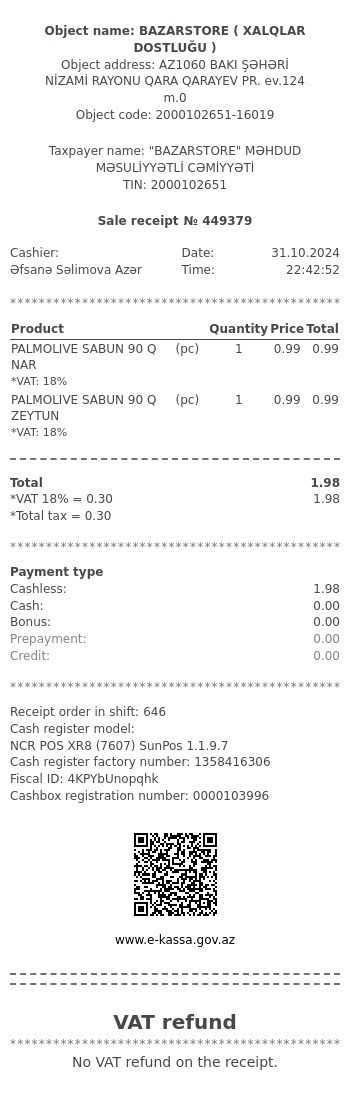 Object name: BAZARSTORE ( XALQLAR
DOSTLUĞU )
Object address: AZ1060 BAKI ŞƏHƏRİ
NİZAMİ RAYONU QARA QARAYEV PR. ev.124
m.0
Object code: 2000102651-16019
Taxpayer name: "BAZARSTORE" MƏHDUD
MƏSULİYYƏTLİ CƏMİYYƏTİ
TIN: 2000102651
Sale receipt № 449379
Cashier: Date: 31.10.2024
Əfsanə Səlimova Azər Time: 22:42:52
************************************************
Product Quantity Price Total
PALMOLIVE SABUN 90 Q (pc) 1 0.99 0.99
NAR
*VAT: 18%
PALMOLIVE SABUN 90 Q (pc) 1 0.99 0.99
ZEYTUN
*VAT: 18%
Total 1.98
*VAT 18% = 0.30 1.98
*Total tax = 0.30
************************************************
Payment type
Cashless: 1.98
Cash: 0.00
Bonus: 0.00
Prepayment: 0.00
Credit: 0.00
************************************************
Receipt order in shift: 646
Cash register model:
NCR POS XR8 (7607) SunPos 1.1.9.7
Cash register factory number: 1358416306
Fiscal ID: 4KPYbUnopqhk
Cashbox registration number: 0000103996
www.e-kassa.gov.az
VAT refund
************************************************
No VAT refund on the receipt.